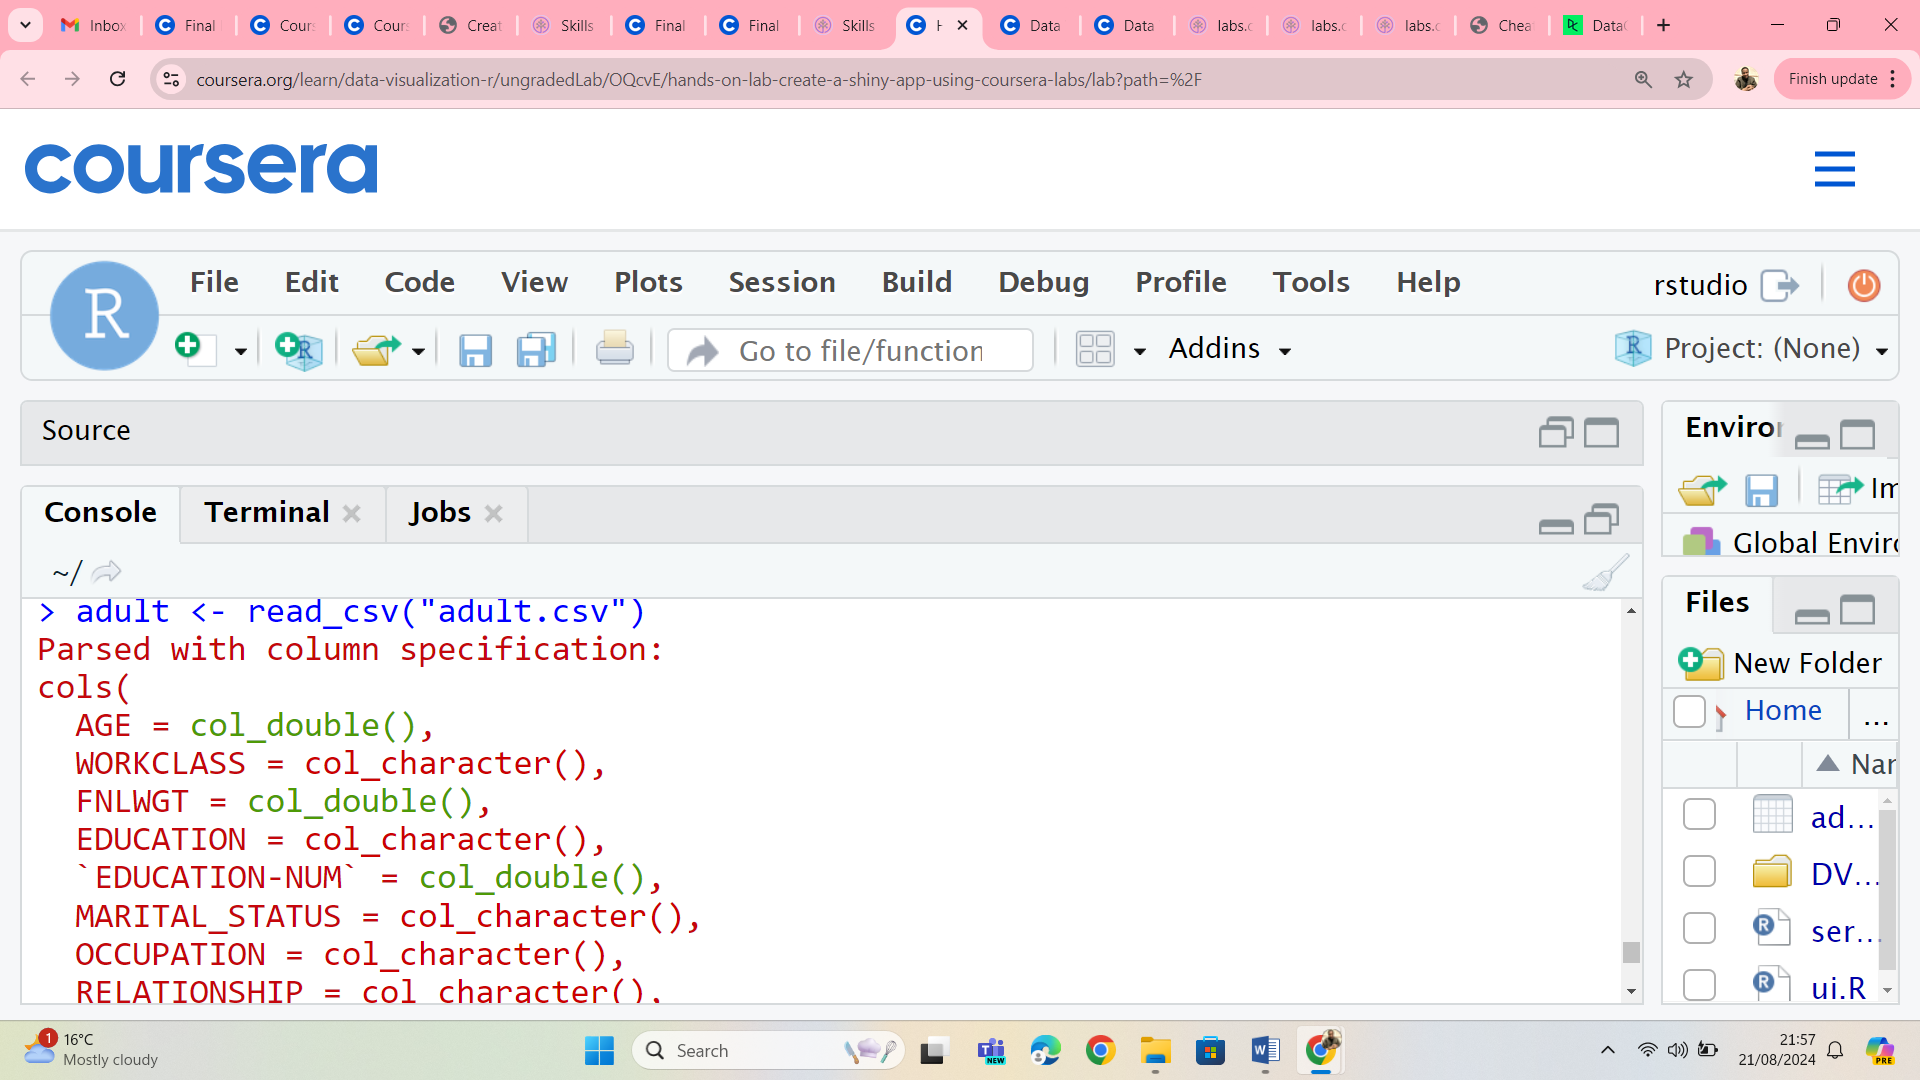 Inbox
Final
Cours
Cours
Creat
Skills
Final
Final
Skills
H
Data
Data
labs.c
labs.c
labs.c
Chea
DataC
coursera.org/learn/data-visualization-r/ungradedLab/OQcvE/hands-on-lab-create-a-shiny-app-using-coursera-labs/lab?path=%2F
Finish update
coursera
R
File Edit Code View Plots Session Build Debug Profile Tools Help
rstudio
Go to file/function
Addins
Project: (None)
Source
Console Terminal Jobs
~/
> adult <- read_csv("adult.csv")
Parsed with column specification:
cols(
  AGE = col_double(),
  WORKCLASS = col_character(),
  FNLWGT = col_double(),
  EDUCATION = col_character(),
  `EDUCATION-NUM` = col_double(),
  MARITAL_STATUS = col_character(),
  OCCUPATION = col_character(),
  RELATIONSHIP = col_character(),
Environ
Im
Global Enviro
Files
New Folder
Home ...
Nar
ad...
DV...
ser...
ui.R
1
16°C
Mostly cloudy
Search
NEW
21:57
21/08/2024
PRE